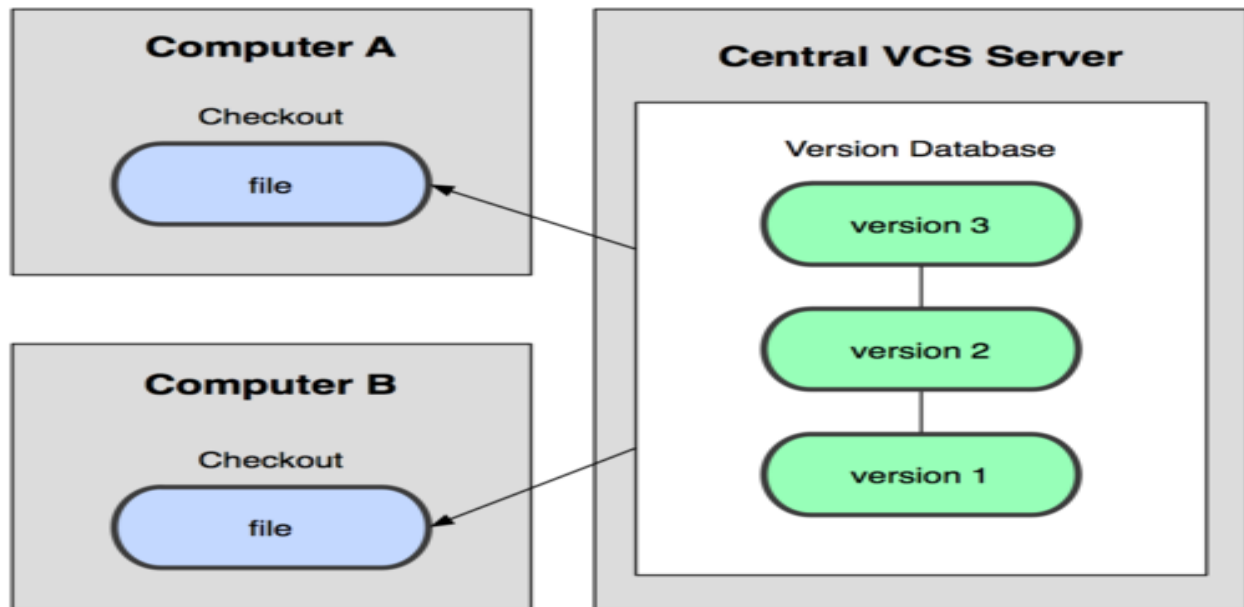 Computer A
Checkout
file
Computer B
Checkout
file
Central VCS Server
Version Database
version 3
version 2
version 1